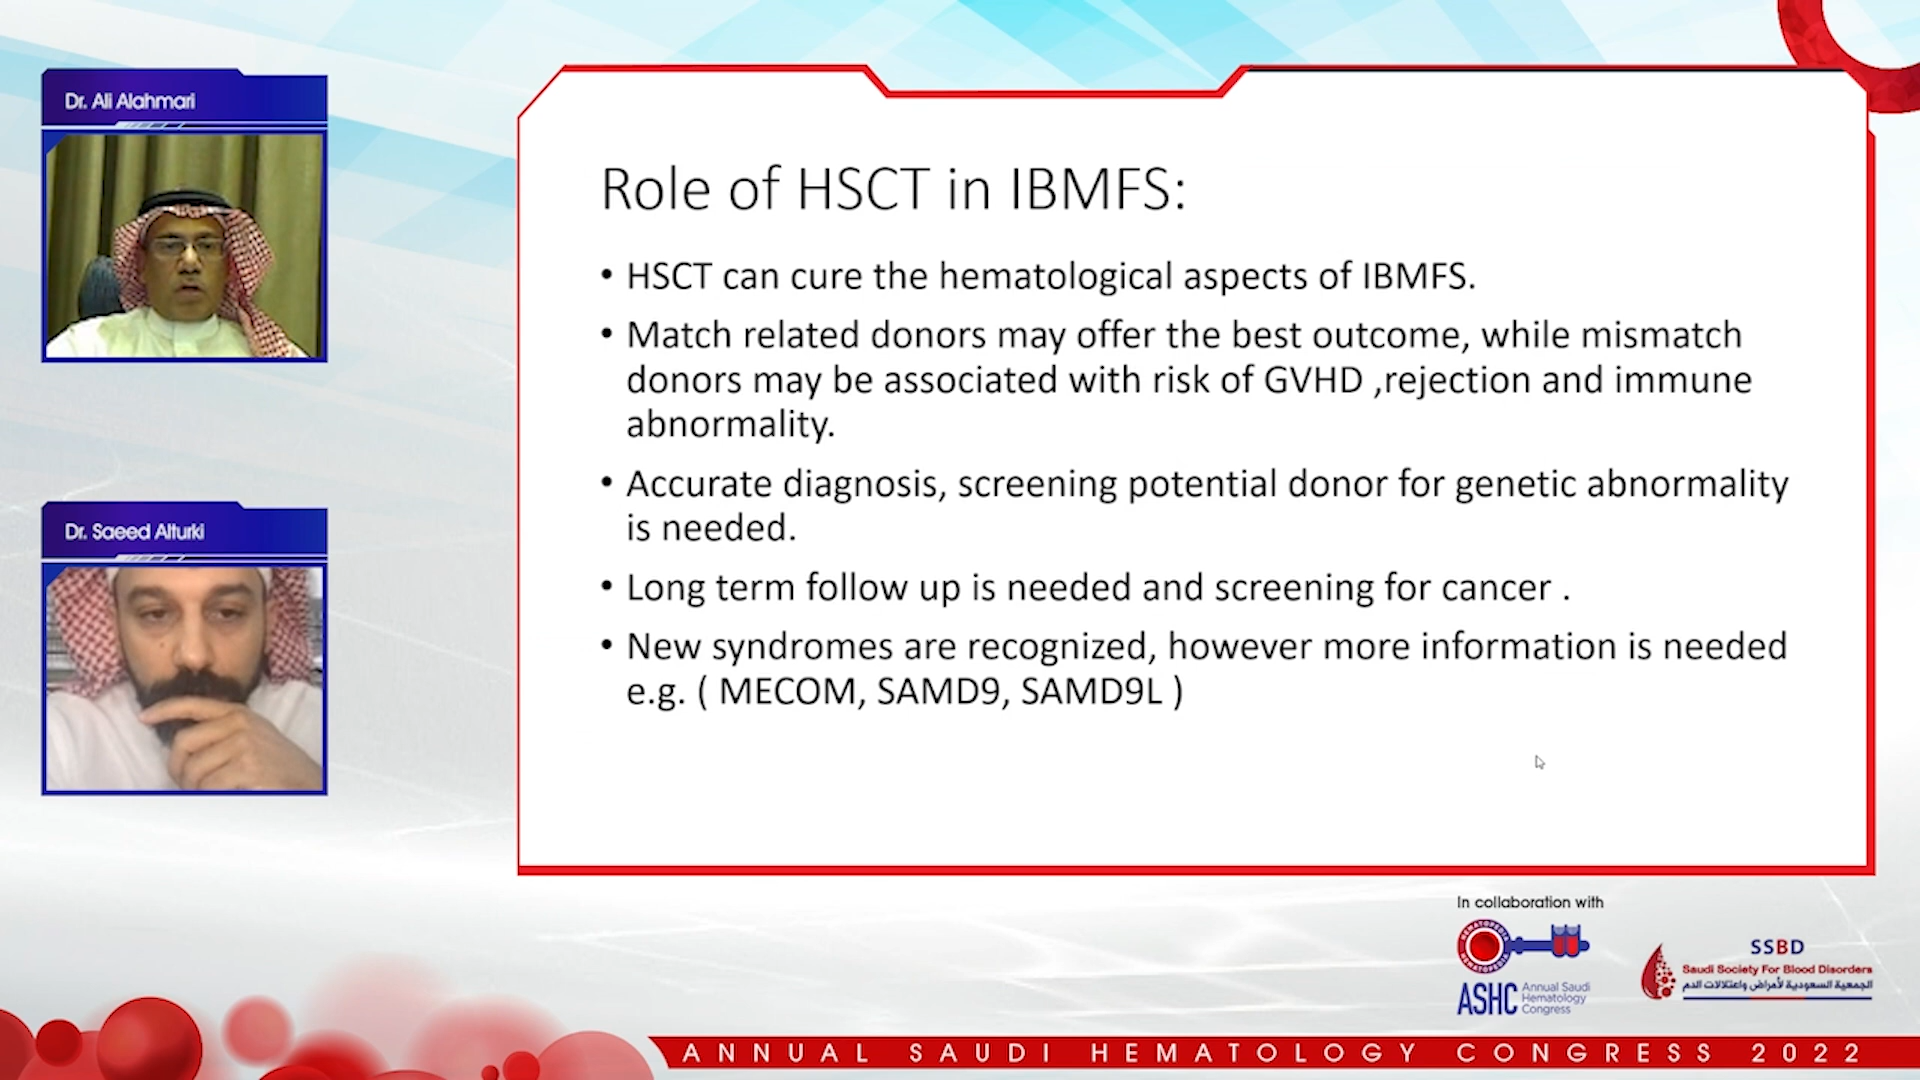 Dr. Ali Alahmari
Dr. Saeed Alturki
Role of HSCT in IBMFS:
• HSCT can cure the hematological aspects of IBMFS.
• Match related donors may offer the best outcome, while mismatch
donors may be associated with risk of GVHD ,rejection and immune
abnormality.
• Accurate diagnosis, screening potential donor for genetic abnormality
is needed.
• Long term follow up is needed and screening for cancer .
• New syndromes are recognized, however more information is needed
e.g. ( MECOM, SAMD9, SAMD9L )
In collaboration with
HEMATOPEDIA
HEMATOPEDIA
ASHC Annual Saudi
Hematology
Congress
SSBD
Saudi Society For Blood Disorders
الجمعية السعودية لأمراض واعتلالات الدم
ANNUAL SAUDI HEMATOLOGY CONGRESS 2022